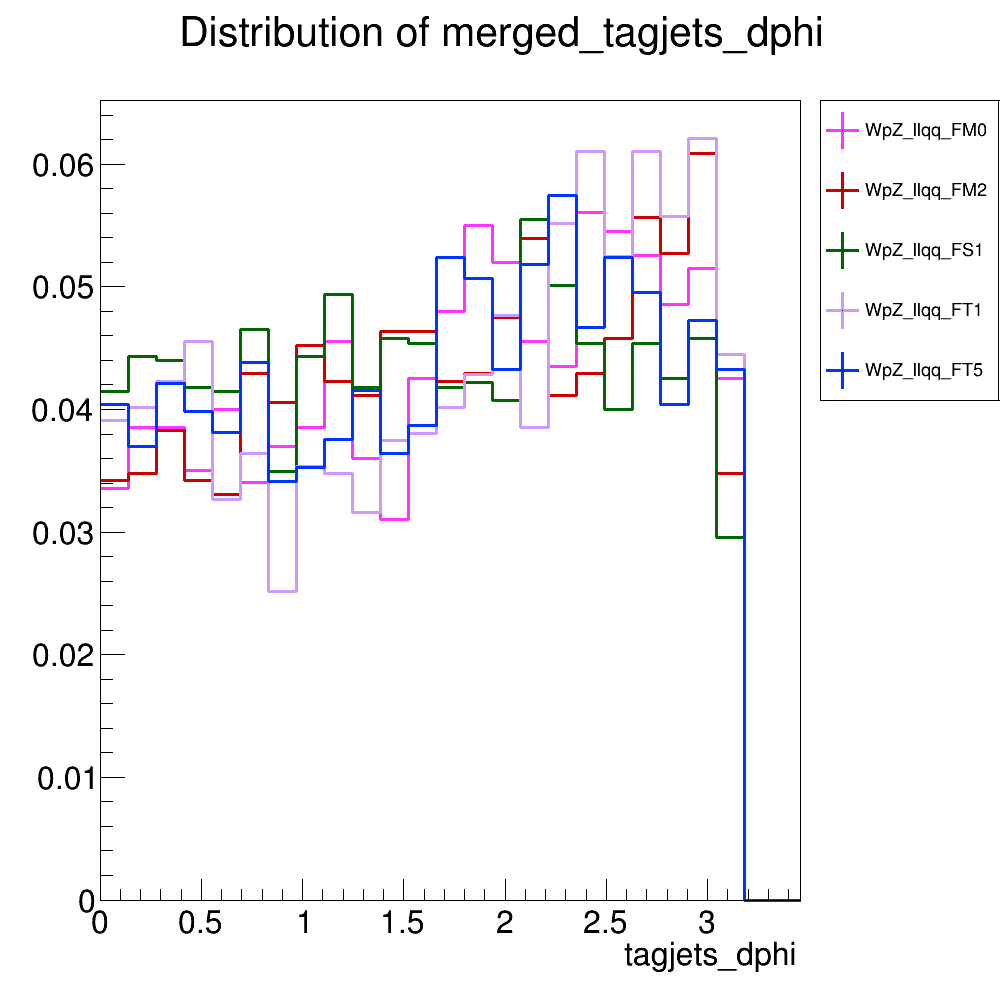 Distribution of merged_tagjets_dphi
0.06
0.05
0.04
0.03
0.02
0.01
0
0 0.5 1 1.5 2 2.5 3
tagjets_dphi
WpZ_llqq_FM0
WpZ_llqq_FM2
WpZ_llqq_FS1
WpZ_llqq_FT1
WpZ_llqq_FT5